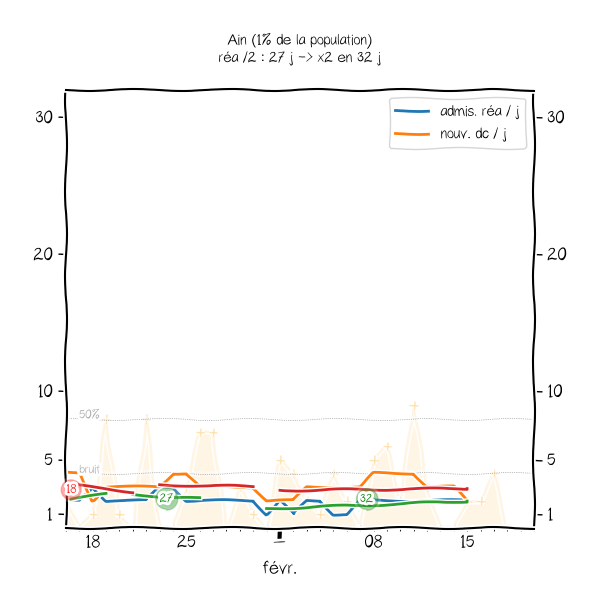 Ain (1% de la population)
réa /2 : 27 j -> x2 en 32 j
admis. réa / j
nouv. dc / j
30 30
20 20
10 10
50%
5 5
bruit
18 27 32
1 1
18 25 1 08 15
févr.